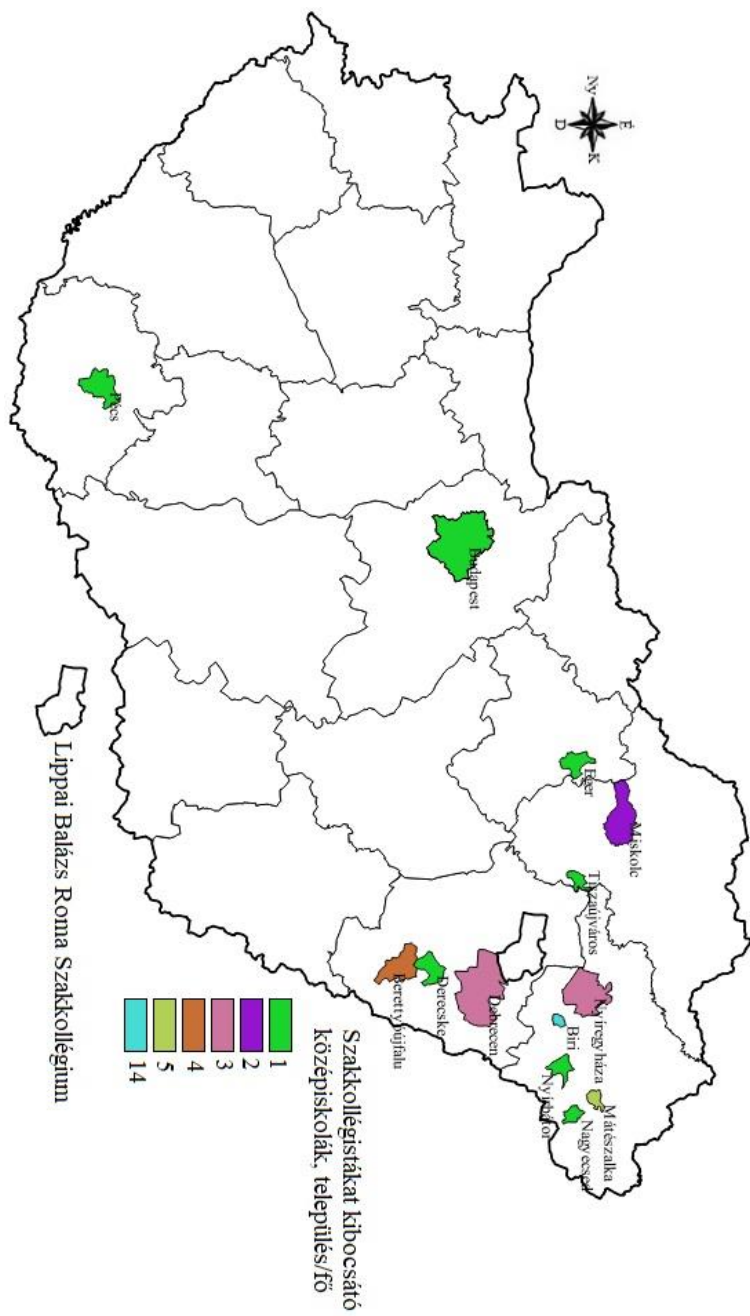 É
Ny
K
D
Miskolc
Eger
Tiszaújváros
Nyíregyháza
Mátészalka
Biri
Nagyecsed
Nyírbátor
Budapest
Debrecen
Derecske
Berettyóújfalu
Pécs
Szakkollégistákat kibocsátó
középiskolák, település/fő
1
2
3
4
5
14
Lippai Balázs Roma Szakkollégium